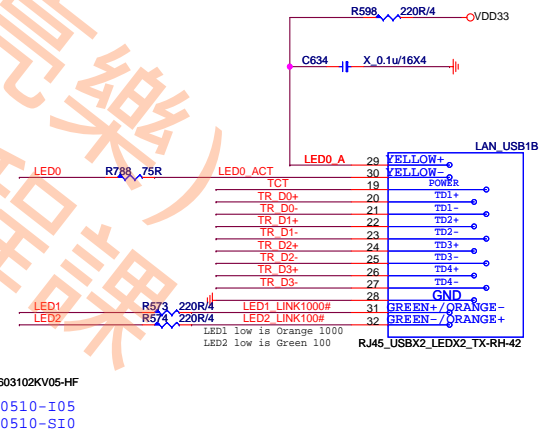 R598 220R/4 VDD33
C634 X_0.1u/16X4
LAN_USB1B
LED0_A 29 YELLOW+
LED0 R788 75R LED0_ACT 30 YELLOW-
TCT 19 POWER
TR_D0+ 20 TD1+
TR_D0- 21 TD1-
TR_D1+ 22 TD2+
TR_D1- 23 TD2-
TR_D2+ 24 TD3+
TR_D2- 25 TD3-
TR_D3+ 26 TD4+
TR_D3- 27 TD4-
28 GND
LED1 R573 220R/4 LED1_LINK1000# 31 GREEN+/ORANGE-
LED2 R574 220R/4 LED2_LINK100# 32 GREEN-/ORANGE+
LED1 low is Orange 1000
LED2 low is Green 100
RJ45_USBX2_LEDX2_TX-RH-42
603102KV05-HF
0510-I05
0510-SI0
樂)
課